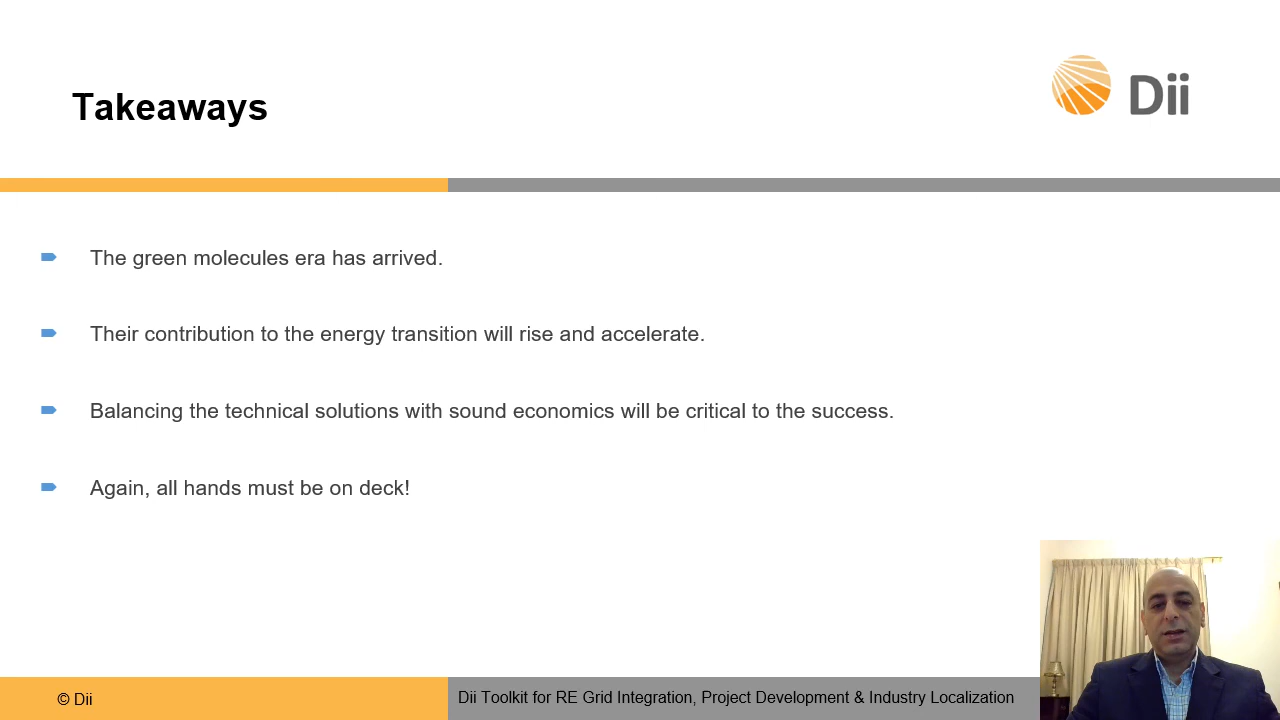 Takeaways
Dii
The green molecules era has arrived.
Their contribution to the energy transition will rise and accelerate.
Balancing the technical solutions with sound economics will be critical to the success.
Again, all hands must be on deck!
© Dii
Dii Toolkit for RE Grid Integration, Project Development & Industry Localization